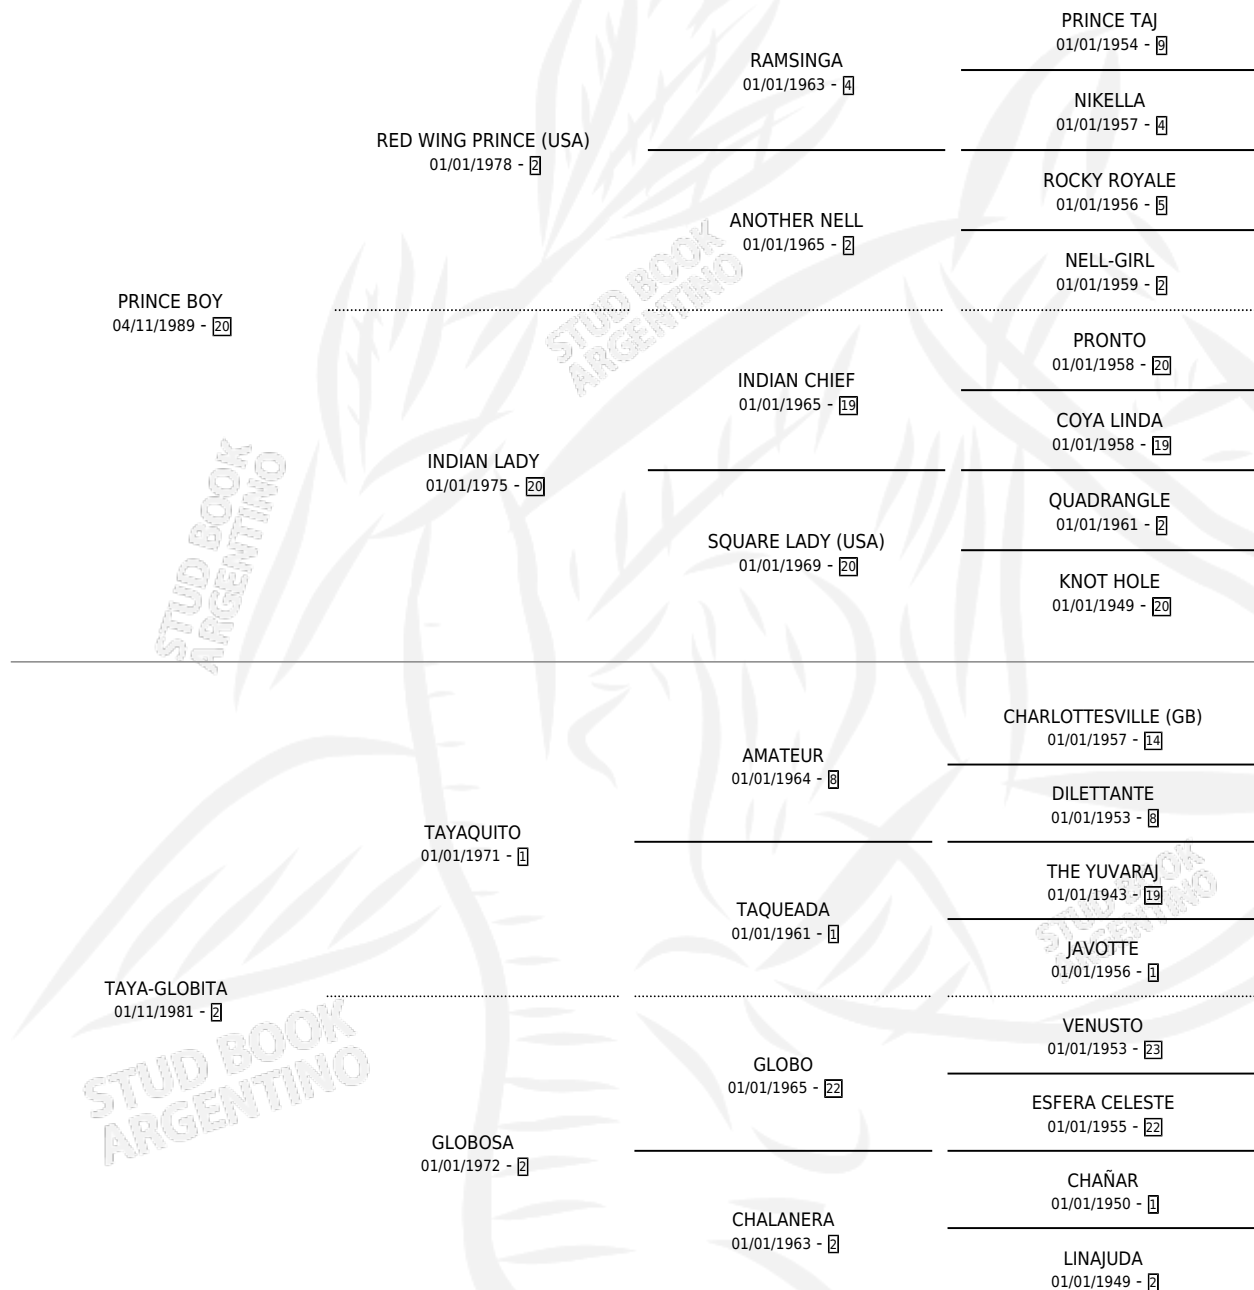 PRINCE TAJ
01/01/1954 - 9
RAMSINGA
01/01/1963 - 4
NIKELLA
01/01/1957 - 4
RED WING PRINCE (USA)
01/01/1978 - 2
ROCKY ROYALE
01/01/1956 - 5
ANOTHER NELL
01/01/1965 - 2
NELL-GIRL
01/01/1959 - 2
PRINCE BOY
04/11/1989 - 20
PRONTO
01/01/1958 - 20
INDIAN CHIEF
01/01/1965 - 19
COYA LINDA
01/01/1958 - 19
INDIAN LADY
01/01/1975 - 20
QUADRANGLE
01/01/1961 - 2
SQUARE LADY (USA)
01/01/1969 - 20
KNOT HOLE
01/01/1949 - 20
STUD BOOK
ARGENTINO
STUD BOOK
ARGENTINO
CHARLOTTESVILLE (GB)
01/01/1957 - 14
AMATEUR
01/01/1964 - 8
DILETTANTE
01/01/1953 - 8
TAYAQUITO
01/01/1971 - 1
THE YUVARAJ
01/01/1943 - 19
TAQUEADA
01/01/1961 - 1
JAVOTTE
01/01/1956 - 1
TAYA-GLOBITA
01/11/1981 - 2
VENUSTO
01/01/1953 - 23
GLOBO
01/01/1965 - 22
ESFERA CELESTE
01/01/1955 - 22
GLOBOSA
01/01/1972 - 2
CHAÑAR
01/01/1950 - 1
CHALANERA
01/01/1963 - 2
LINAJUDA
01/01/1949 - 2
STUD BOOK
ARGENTINO
STUD BOOK
ARGENTINO